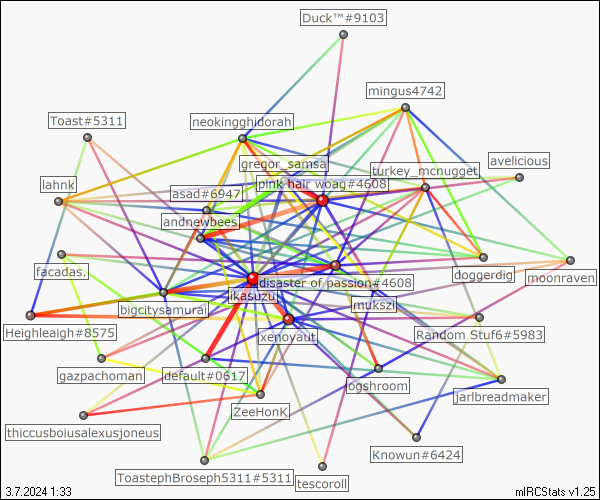 Duck™#9103
mingus4742
Toast#5311
neokingghidorah
gregor_samsa
turkey_mcnugget
avelicious
pink hair woag#4608
lahnk
asad#6947
andnewbees
facadas.
doggerdig
moonraven
disaster of passion#4608
ikasuzu
mukszi
bigcitysamurai
Heighleaigh#8575
xenoyaut
Random Stuf6#5983
gazpachoman
default#0617
ogshroom
jarlbreadmaker
ZeeHonK
thiccusboiusalexusjoneus
Knowun#6424
ToastephBroseph5311#5311
tescoroll
3.7.2024 1:33
mIRCStats v1.25